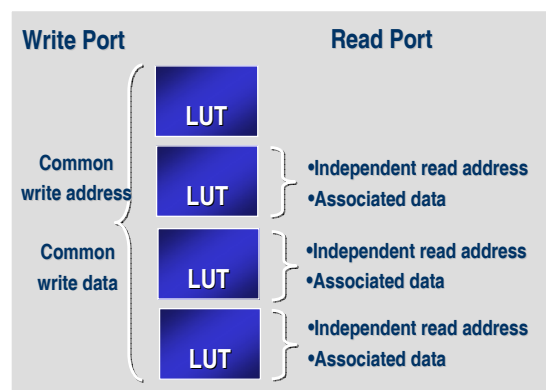 Write Port
Read Port
LUT
Common
write address
LUT
•Independent read address
•Associated data
Common
write data
LUT
•Independent read address
•Associated data
LUT
•Independent read address
•Associated data